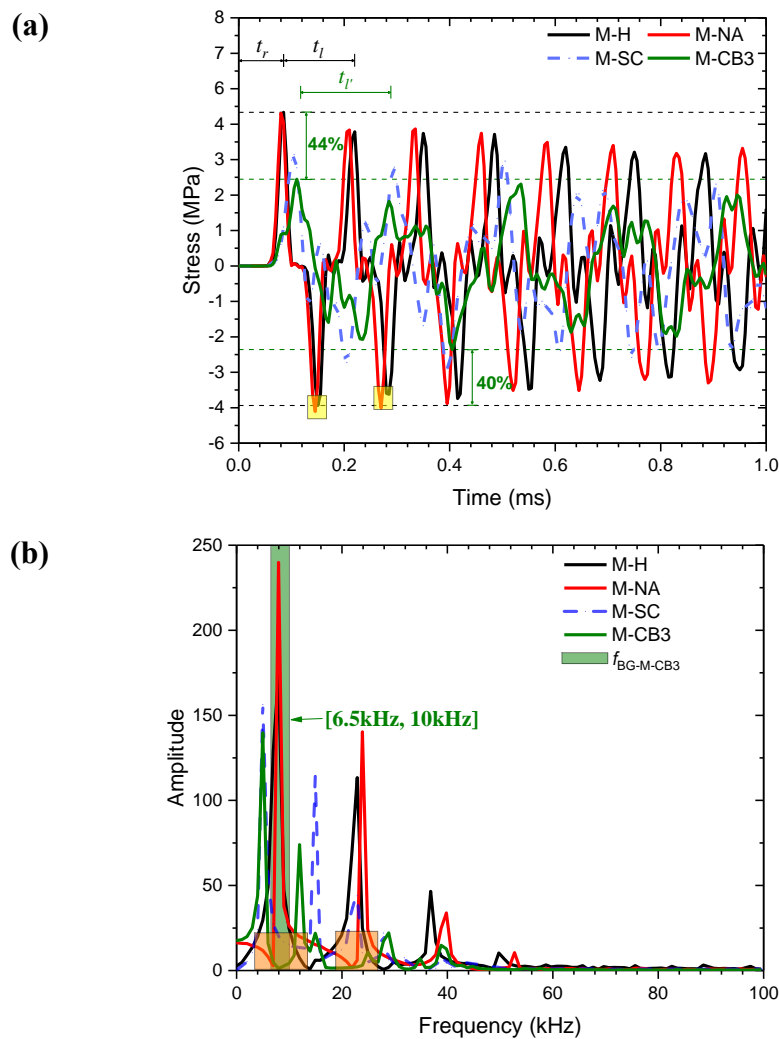 (a)
8
7
6
5
4
3
2
1
0
-1
-2
-3
-4
-5
-6
Stress (MPa)
t_r
t_l
t_l'
M-H
M-NA
M-SC
M-CB3
44%
40%
0.0
0.2
0.4
0.6
0.8
1.0
Time (ms)
(b)
250
200
150
100
50
0
Amplitude
M-H
M-NA
M-SC
M-CB3
f_BG-M-CB3
[6.5kHz, 10kHz]
0
20
40
60
80
100
Frequency (kHz)